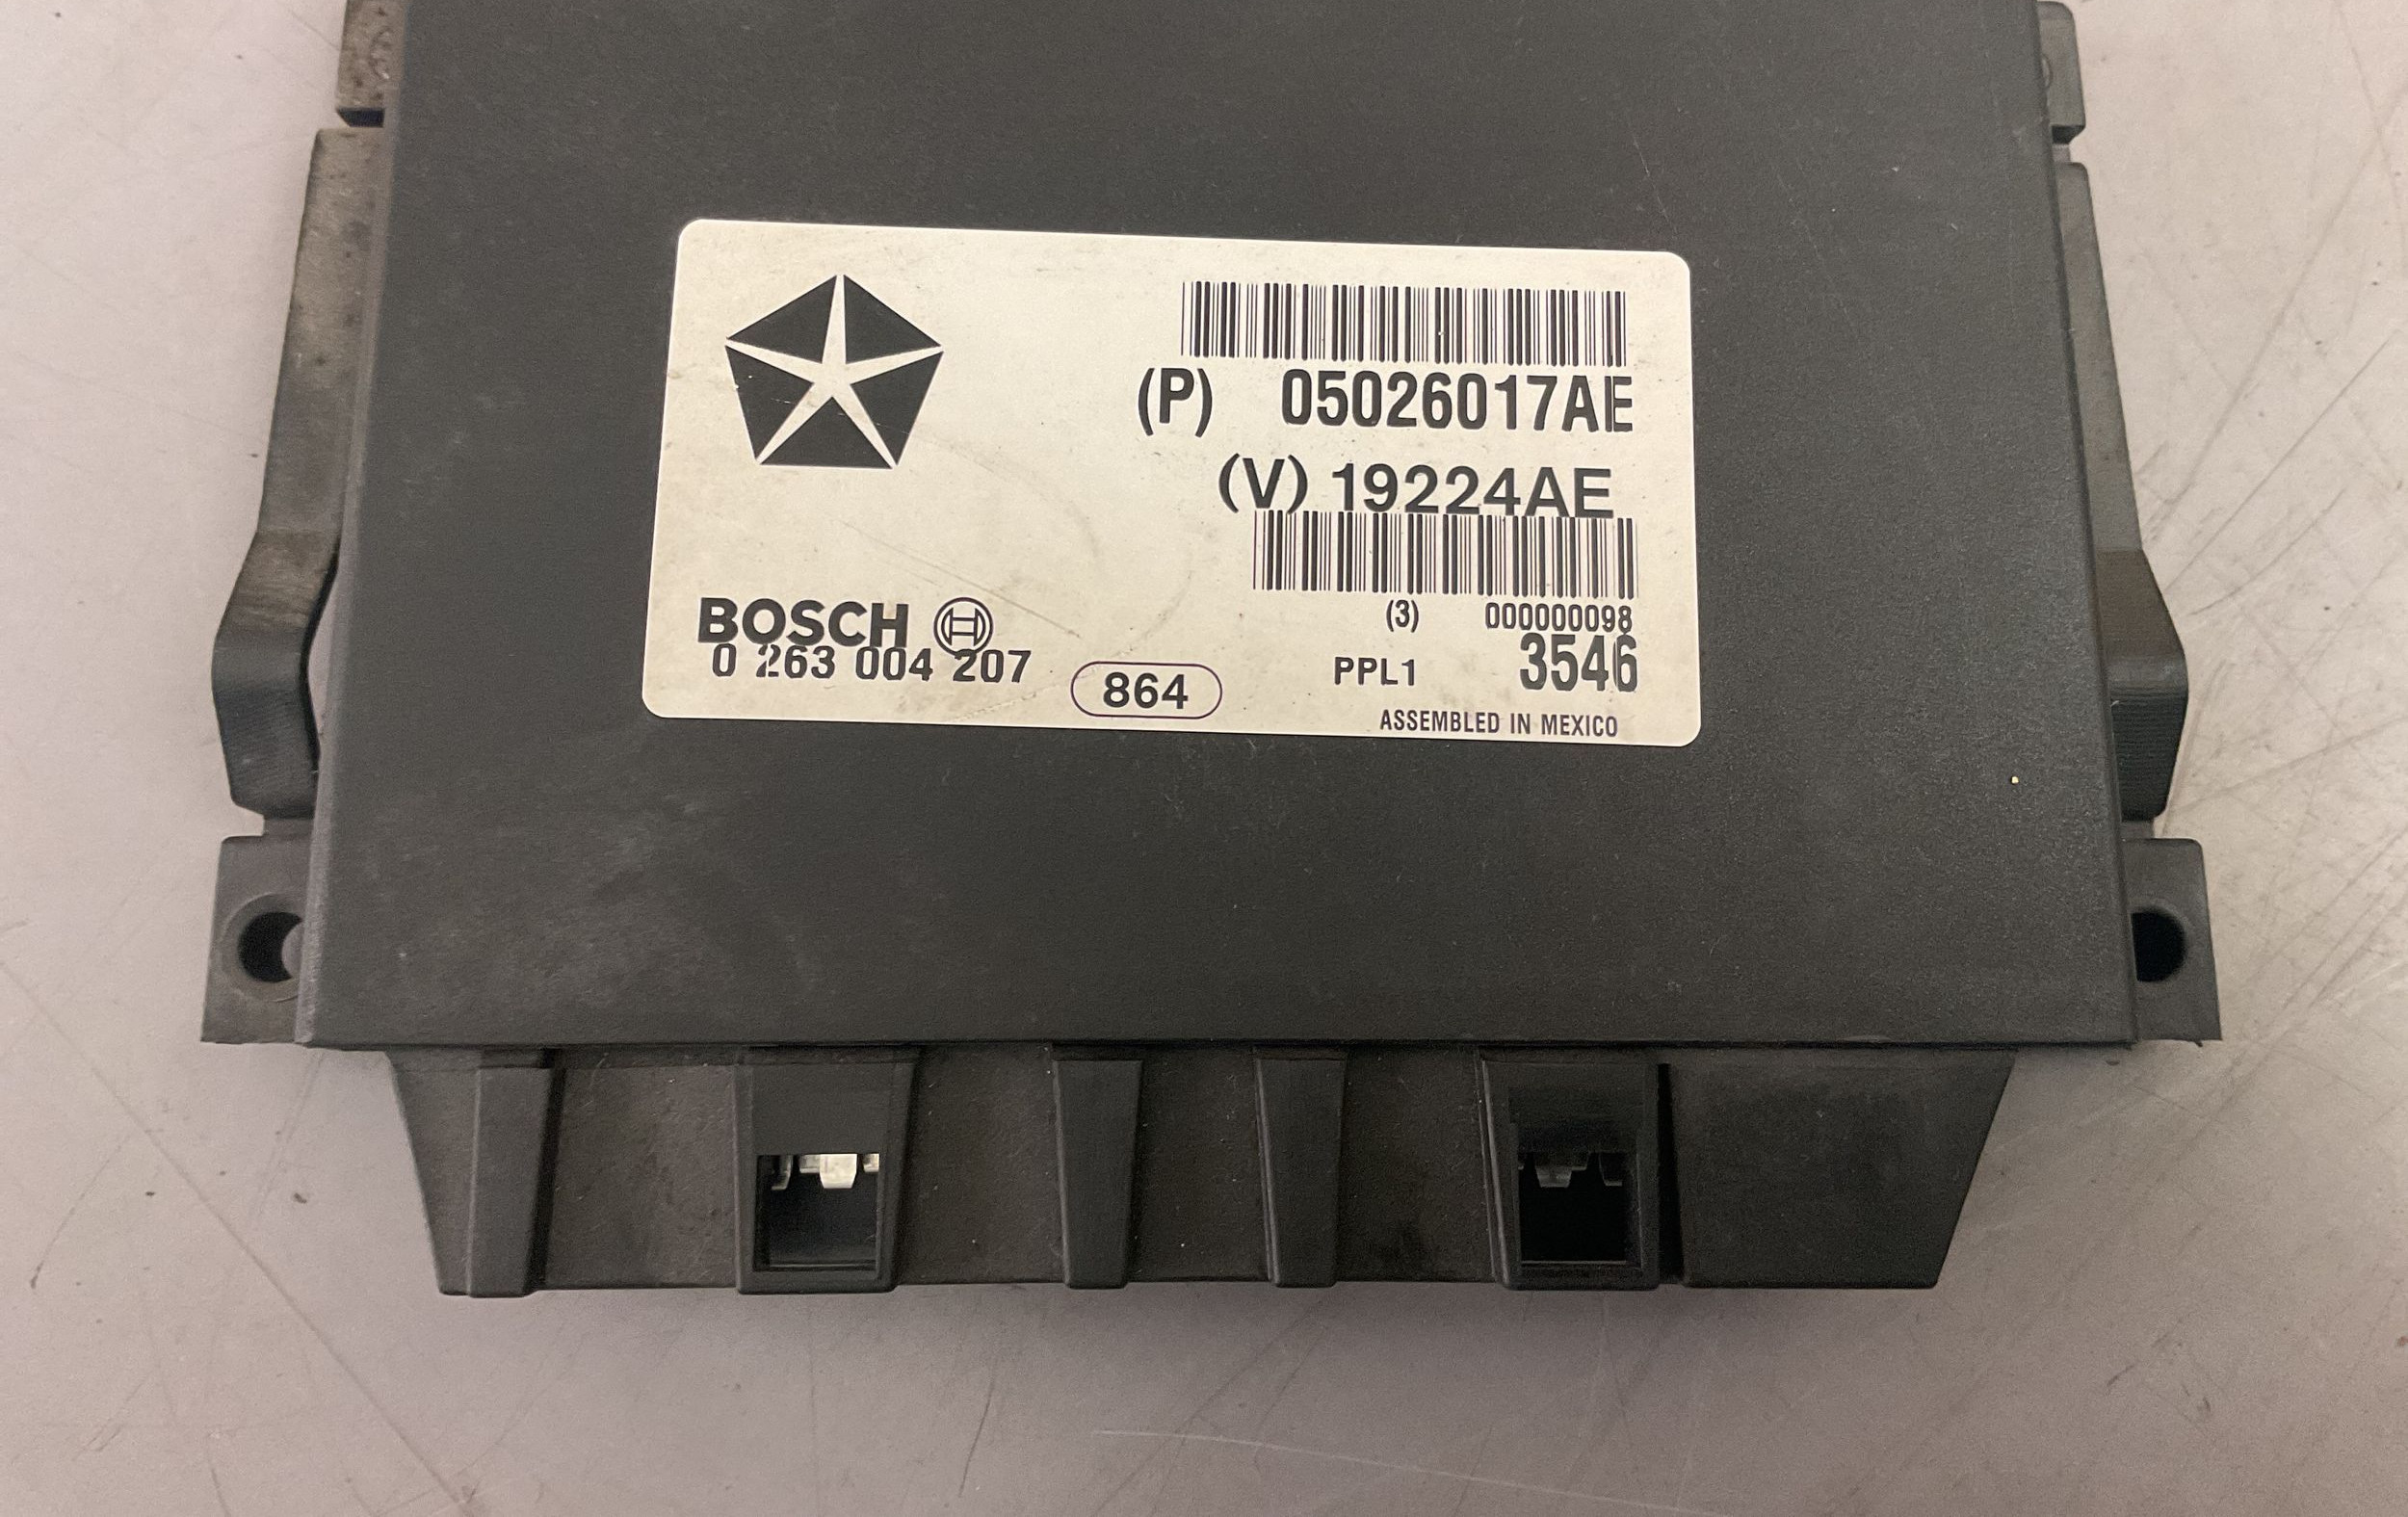 (P) 05026017AE
(V) 19224AE
BOSCH
(3) 000000098
0 263 004 207
864
PPL1 3546
ASSEMBLED IN MEXICO